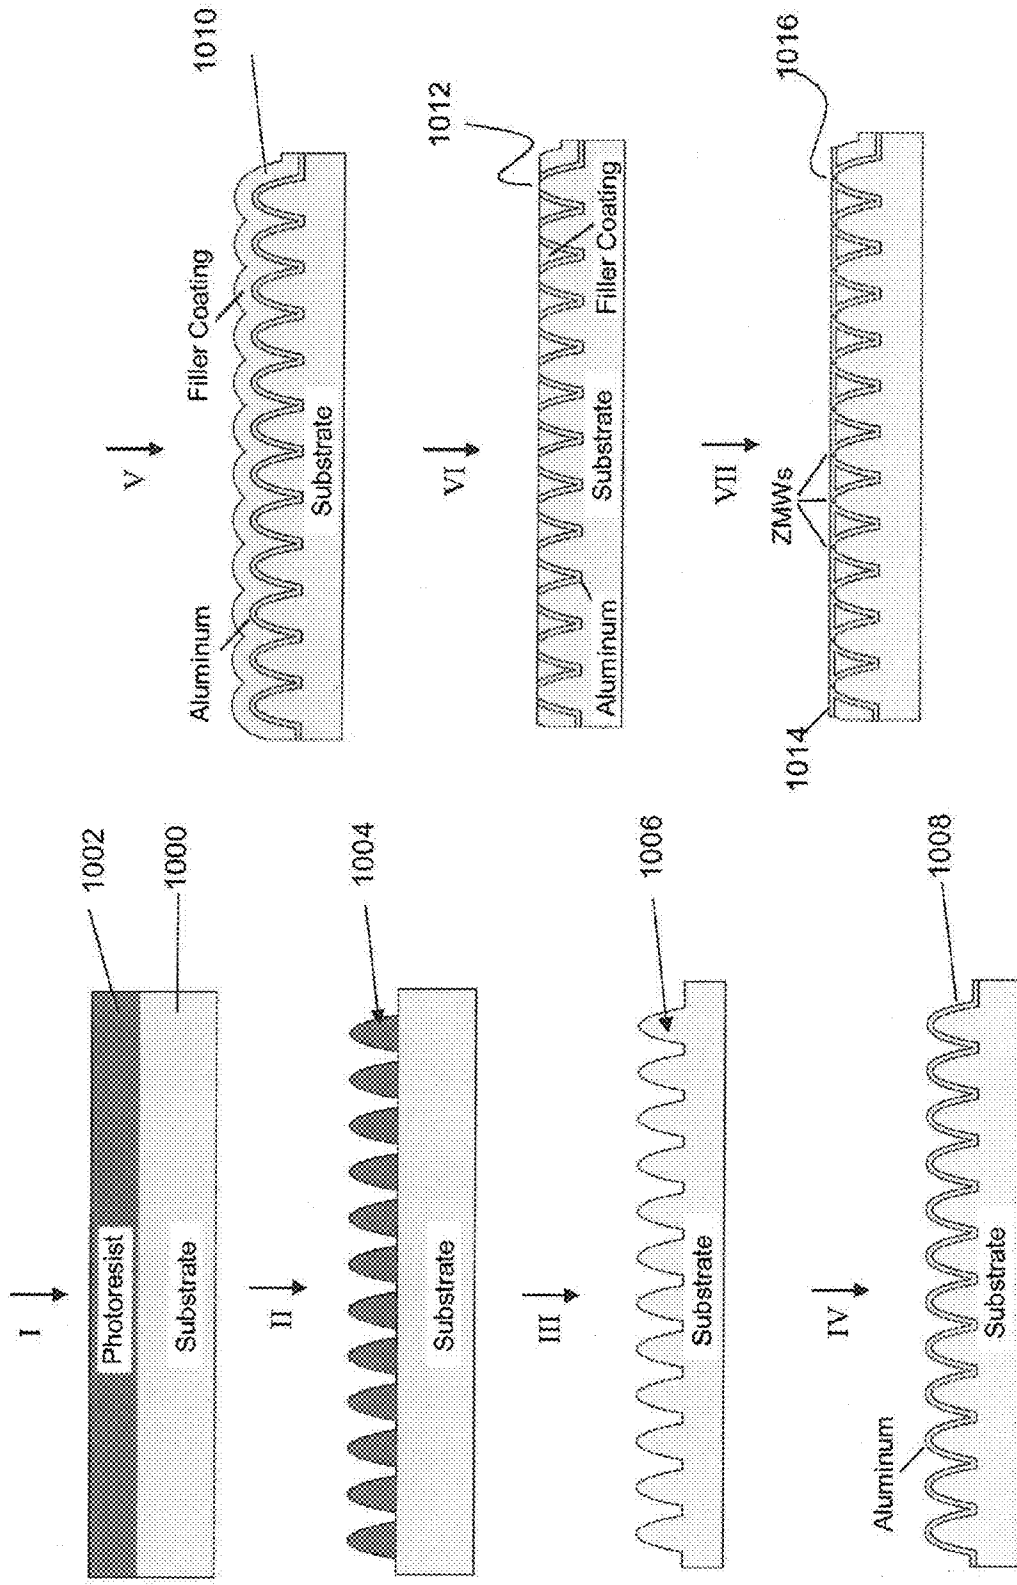 I
1002
Photoresist
1000
Substrate
II
1004
Substrate
III
1006
Substrate
IV
1008
Aluminum
Substrate
V
1010
Filler Coating
Aluminum
Substrate
VI
1012
Filler Coating
Substrate
Aluminum
VII
1016
ZMWs
1014